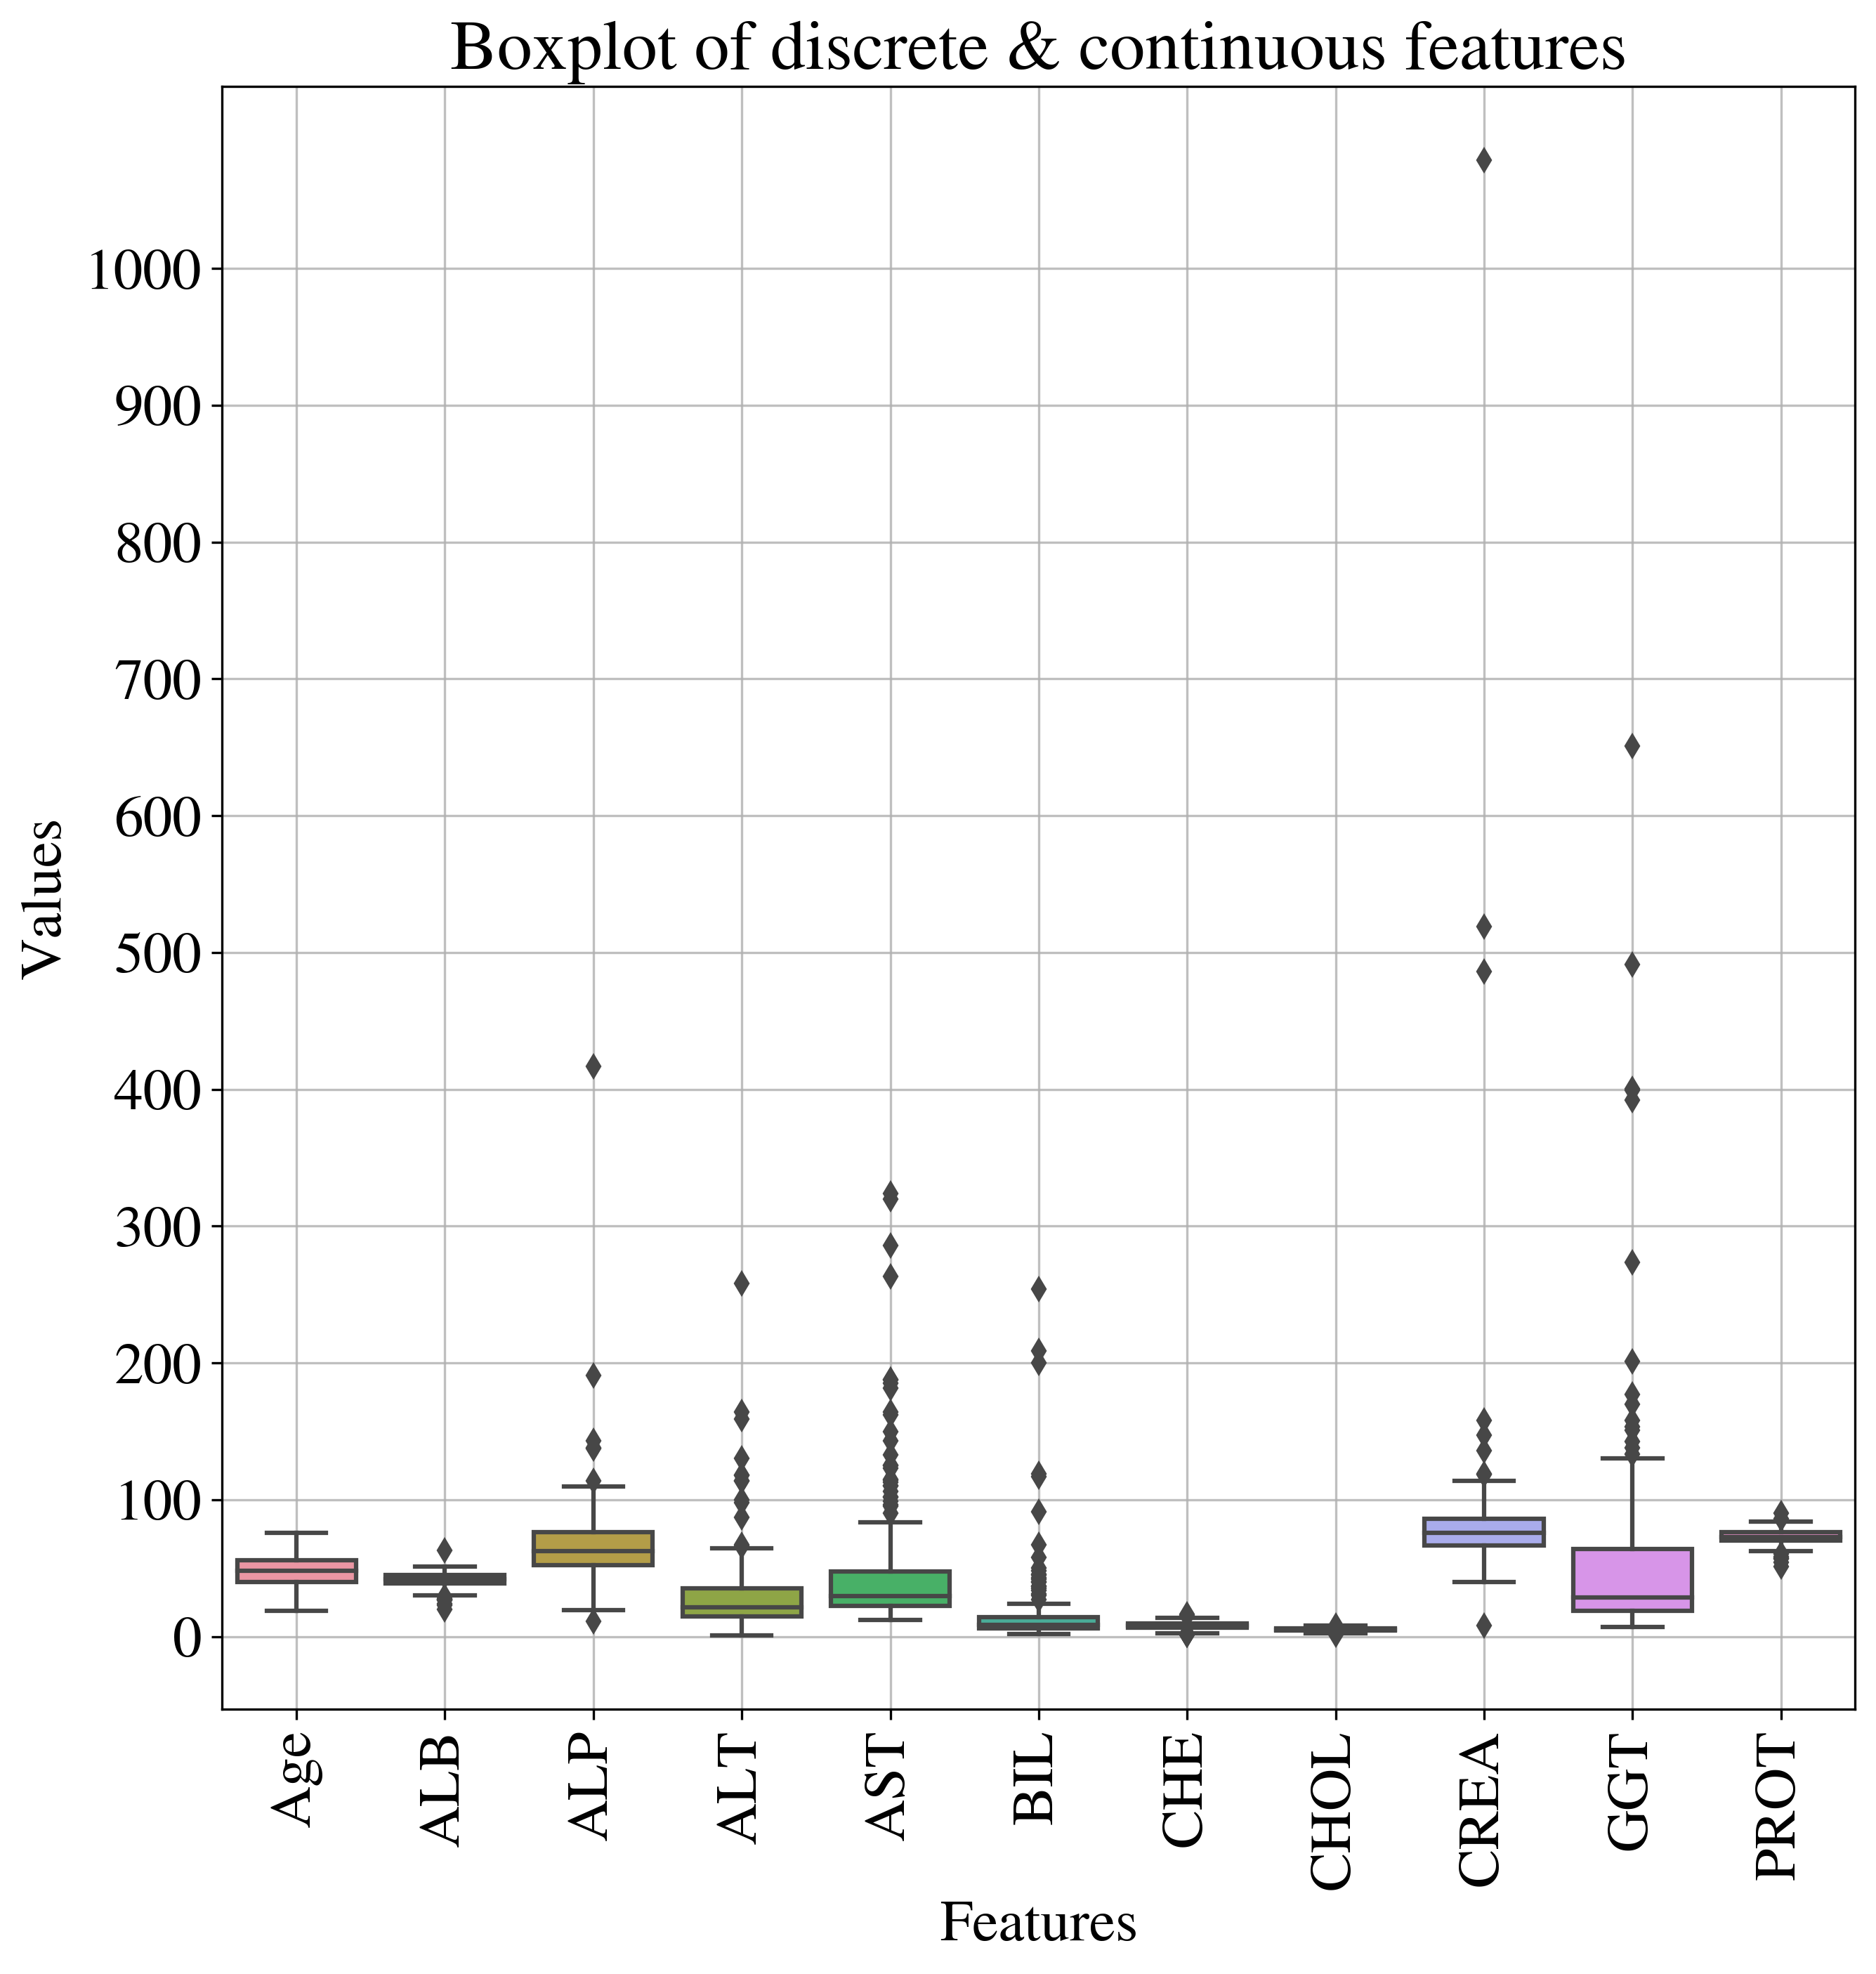 Boxplot of discrete & continuous features
Values
1000
900
800
700
600
500
400
300
200
100
0
Age
ALB
ALP
ALT
AST
BIL
CHE
CHOL
CREA
GGT
PROT
Features